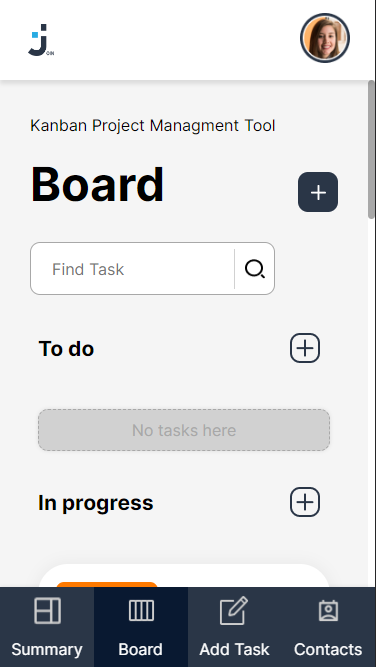 Join
Kanban Project Managment Tool
Board
Find Task
To do
No tasks here
In progress
Summary
Board
Add Task
Contacts